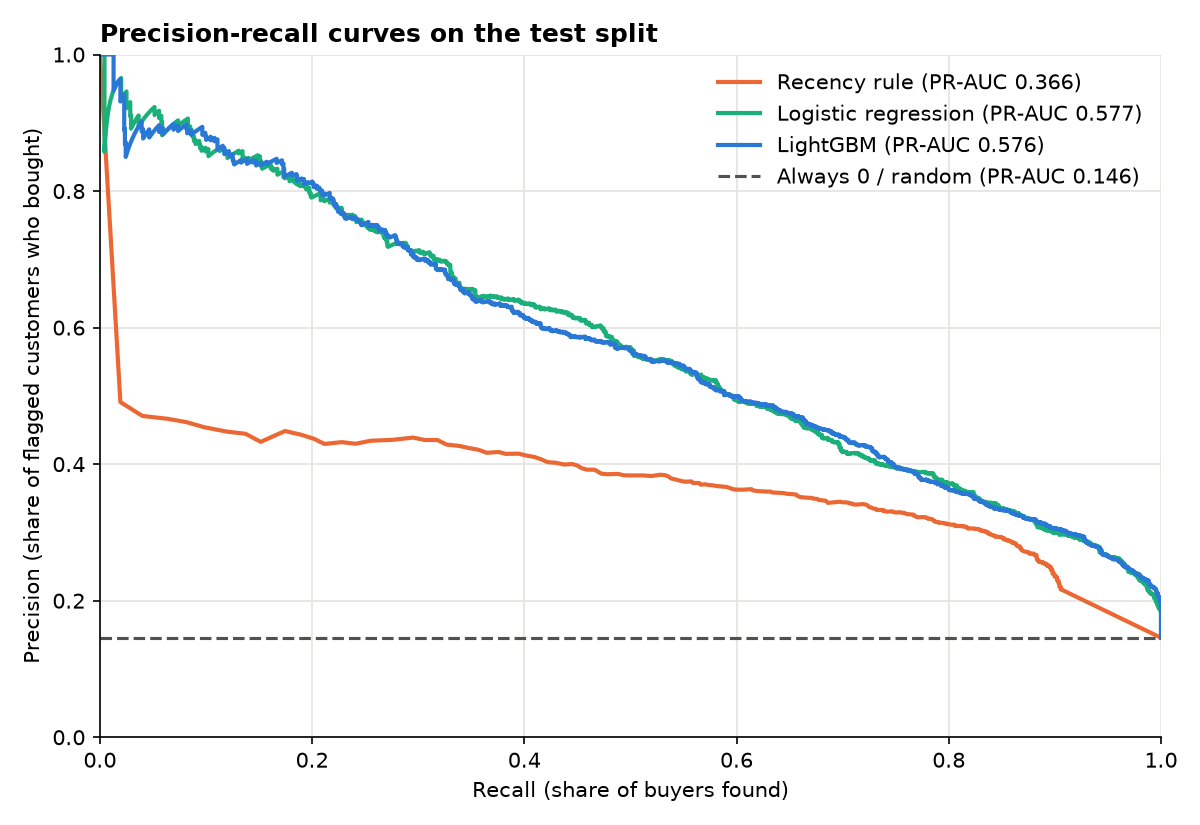 Precision-recall curves on the test split
Recency rule (PR-AUC 0.366)
Logistic regression (PR-AUC 0.577)
LightGBM (PR-AUC 0.576)
Always 0 / random (PR-AUC 0.146)
Precision (share of flagged customers who bought)
1.0
0.8
0.6
0.4
0.2
0.0
0.0 0.2 0.4 0.6 0.8 1.0
Recall (share of buyers found)